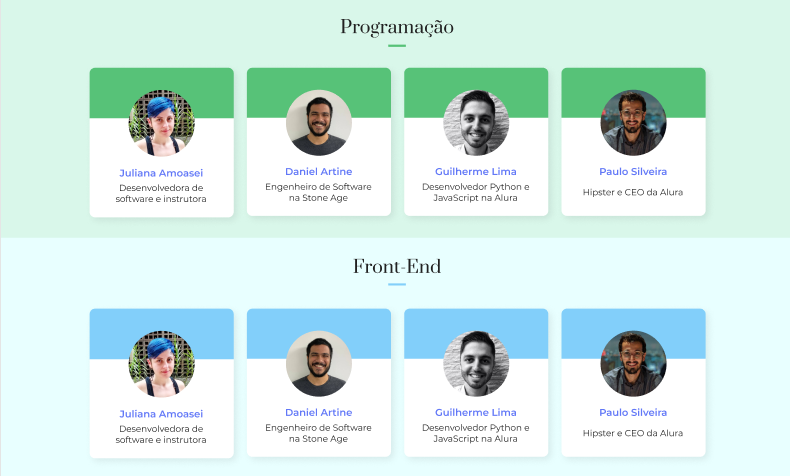 Programação
Juliana Amoasei
Desenvolvedora de
software e instrutora
Daniel Artine
Engenheiro de Software
na Stone Age
Guilherme Lima
Desenvolvedor Python e
JavaScript na Alura
Paulo Silveira
Hipster e CEO da Alura
Front-End
Juliana Amoasei
Desenvolvedora de
software e instrutora
Daniel Artine
Engenheiro de Software
na Stone Age
Guilherme Lima
Desenvolvedor Python e
JavaScript na Alura
Paulo Silveira
Hipster e CEO da Alura